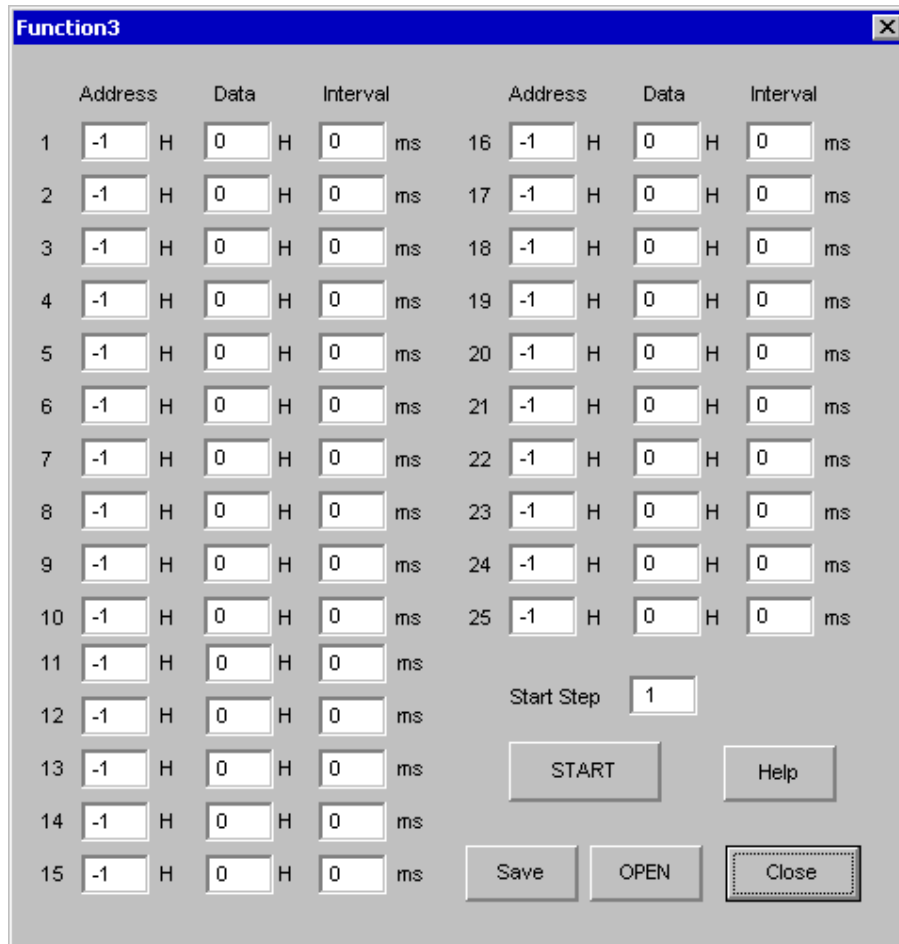 Function3
Address Data Interval Address Data Interval
1 -1 H 0 H 0 ms 16 -1 H 0 H 0 ms
2 -1 H 0 H 0 ms 17 -1 H 0 H 0 ms
3 -1 H 0 H 0 ms 18 -1 H 0 H 0 ms
4 -1 H 0 H 0 ms 19 -1 H 0 H 0 ms
5 -1 H 0 H 0 ms 20 -1 H 0 H 0 ms
6 -1 H 0 H 0 ms 21 -1 H 0 H 0 ms
7 -1 H 0 H 0 ms 22 -1 H 0 H 0 ms
8 -1 H 0 H 0 ms 23 -1 H 0 H 0 ms
9 -1 H 0 H 0 ms 24 -1 H 0 H 0 ms
10 -1 H 0 H 0 ms 25 -1 H 0 H 0 ms
11 -1 H 0 H 0 ms
12 -1 H 0 H 0 ms
13 -1 H 0 H 0 ms
14 -1 H 0 H 0 ms
15 -1 H 0 H 0 ms
Start Step 1
START Help
Save OPEN Close